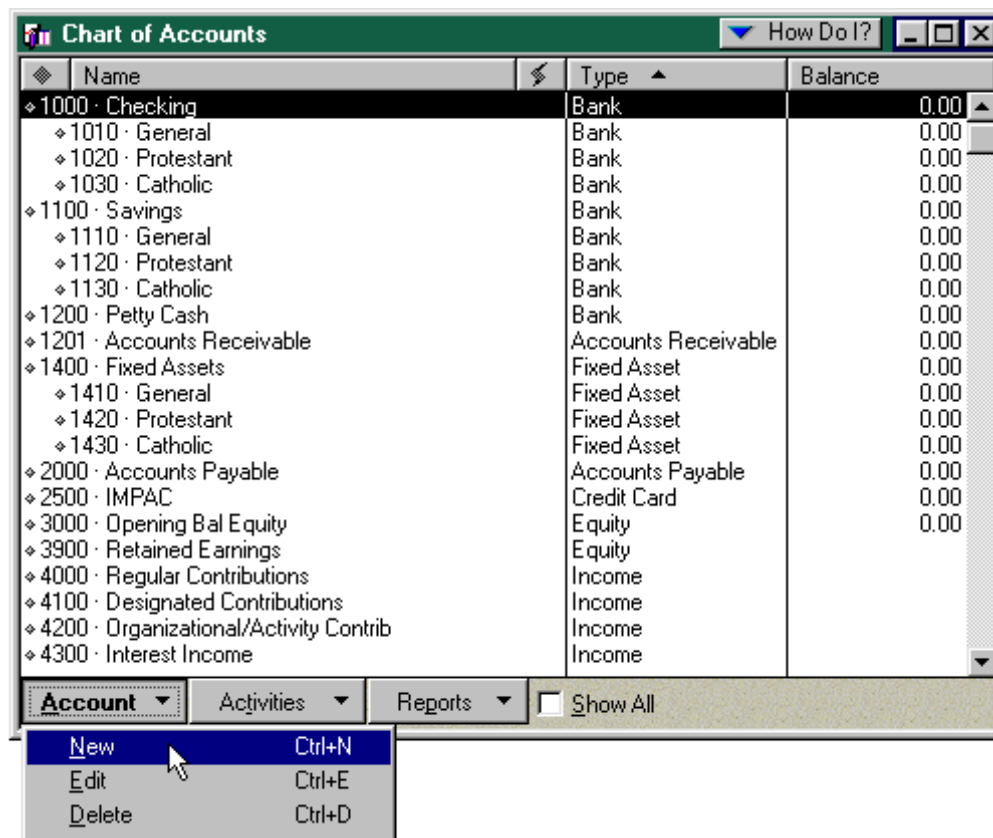 Chart of Accounts How Do I?
Name Type Balance
1000 · Checking Bank 0.00
1010 · General Bank 0.00
1020 · Protestant Bank 0.00
1030 · Catholic Bank 0.00
1100 · Savings Bank 0.00
1110 · General Bank 0.00
1120 · Protestant Bank 0.00
1130 · Catholic Bank 0.00
1200 · Petty Cash Bank 0.00
1201 · Accounts Receivable Accounts Receivable 0.00
1400 · Fixed Assets Fixed Asset 0.00
1410 · General Fixed Asset 0.00
1420 · Protestant Fixed Asset 0.00
1430 · Catholic Fixed Asset 0.00
2000 · Accounts Payable Accounts Payable 0.00
2500 · IMPAC Credit Card 0.00
3000 · Opening Bal Equity Equity 0.00
3900 · Retained Earnings Equity
4000 · Regular Contributions Income
4100 · Designated Contributions Income
4200 · Organizational/Activity Contrib Income
4300 · Interest Income Income
Account Activities Reports Show All
New Ctrl+N
Edit Ctrl+E
Delete Ctrl+D